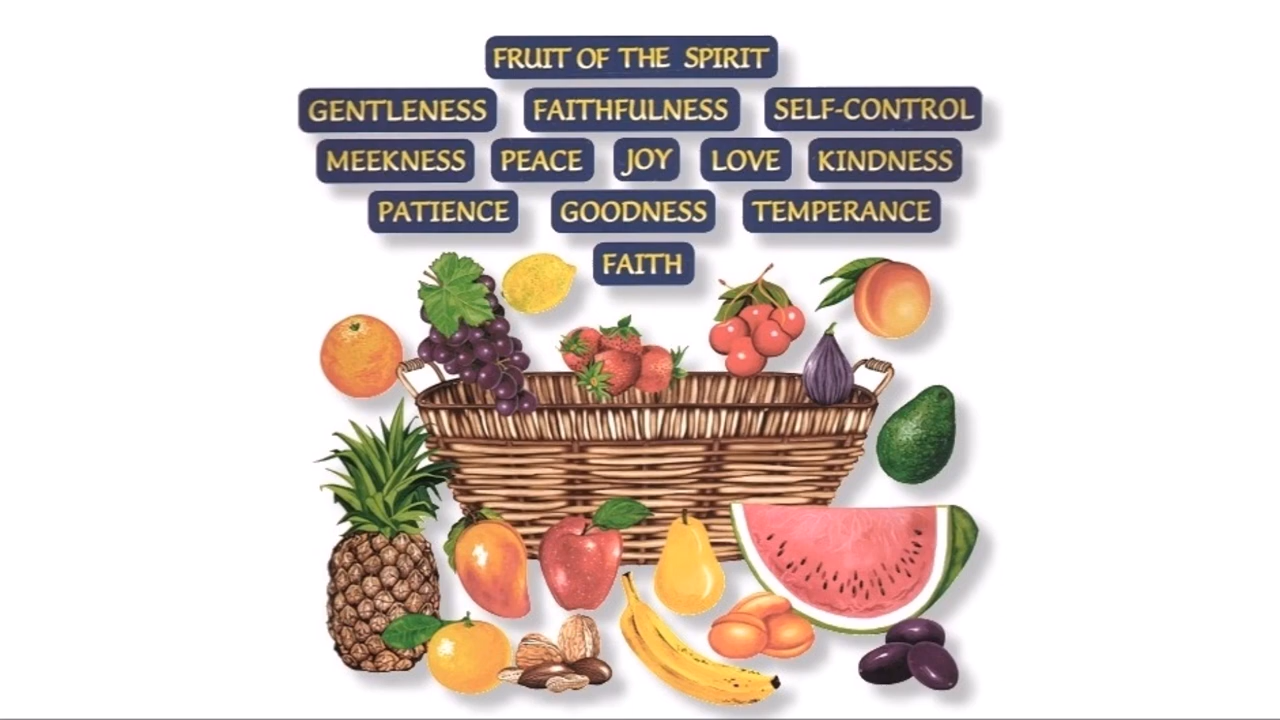 FRUIT OF THE SPIRIT
GENTLENESS FAITHFULNESS SELF-CONTROL
MEEKNESS PEACE JOY LOVE KINDNESS
PATIENCE GOODNESS TEMPERANCE
FAITH